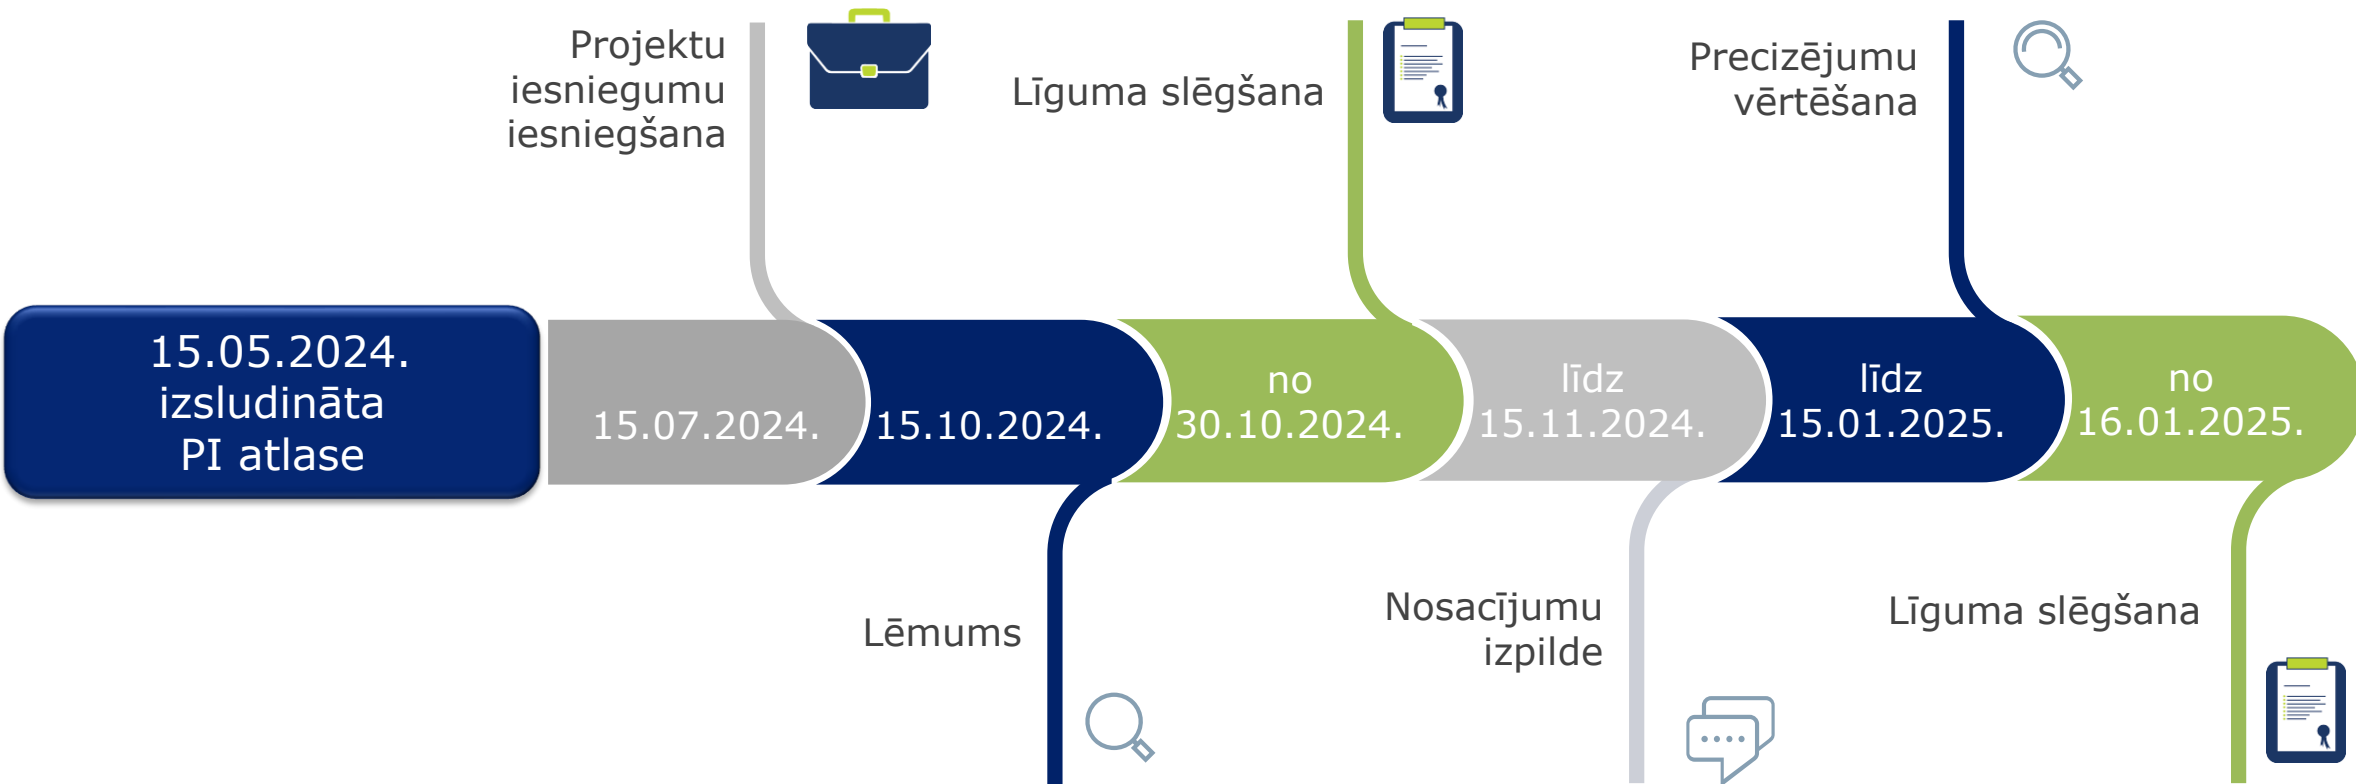 Projektu
iesniegumu
iesniegšana
Līguma slēgšana
Precizējumu
vērtēšana
15.05.2024.
izsludināta
PI atlase
15.07.2024.
15.10.2024.
no
30.10.2024.
līdz
15.11.2024.
līdz
15.01.2025.
no
16.01.2025.
Lēmums
Nosacījumu
izpilde
Līguma slēgšana